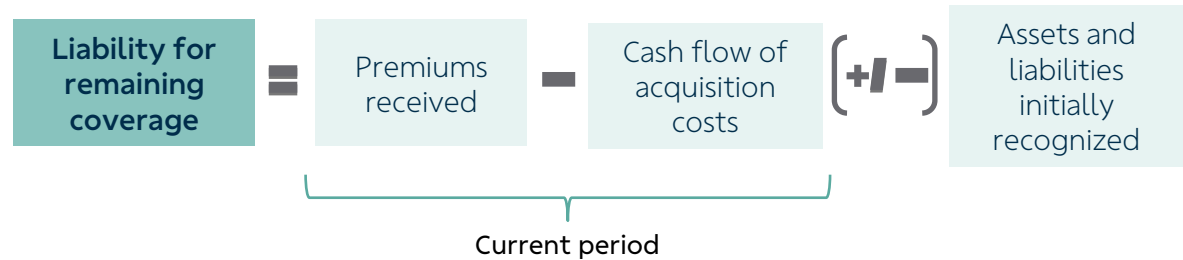 Liability for
remaining
coverage
=
Premiums
received
−
Cash flow of
acquisition
costs
(+/−)
Assets and
liabilities
initially
recognized
Current period